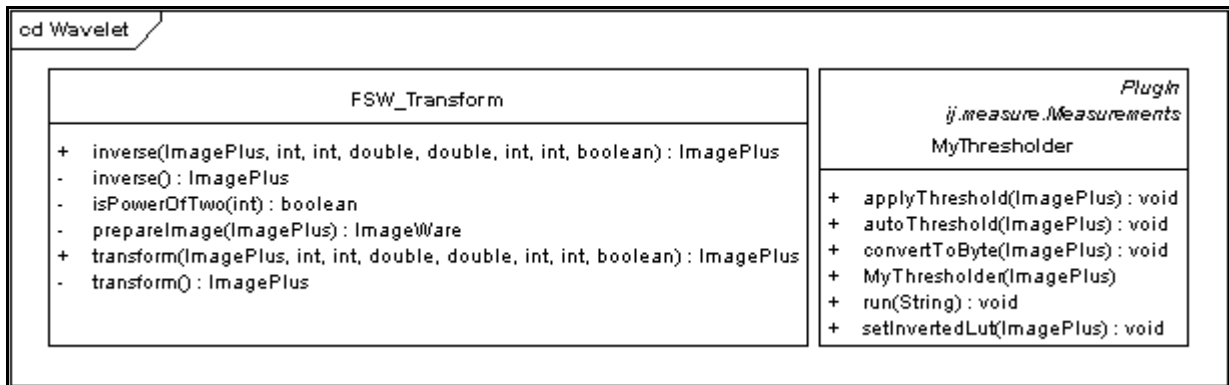 cd Wavelet
FSW_Transform
+ inverse(ImagePlus, int, int, double, double, int, int, boolean) : ImagePlus
- inverse() : ImagePlus
- isPowerOfTwo(int) : boolean
- prepareImage(ImagePlus) : ImageWare
+ transform(ImagePlus, int, int, double, double, int, int, boolean) : ImagePlus
- transform() : ImagePlus
PlugIn
ij.measure.Measurements
MyThresholder
+ applyThreshold(ImagePlus) : void
+ autoThreshold(ImagePlus) : void
+ convertToByte(ImagePlus) : void
+ MyThresholder(ImagePlus)
+ run(String) : void
+ setInvertedLut(ImagePlus) : void